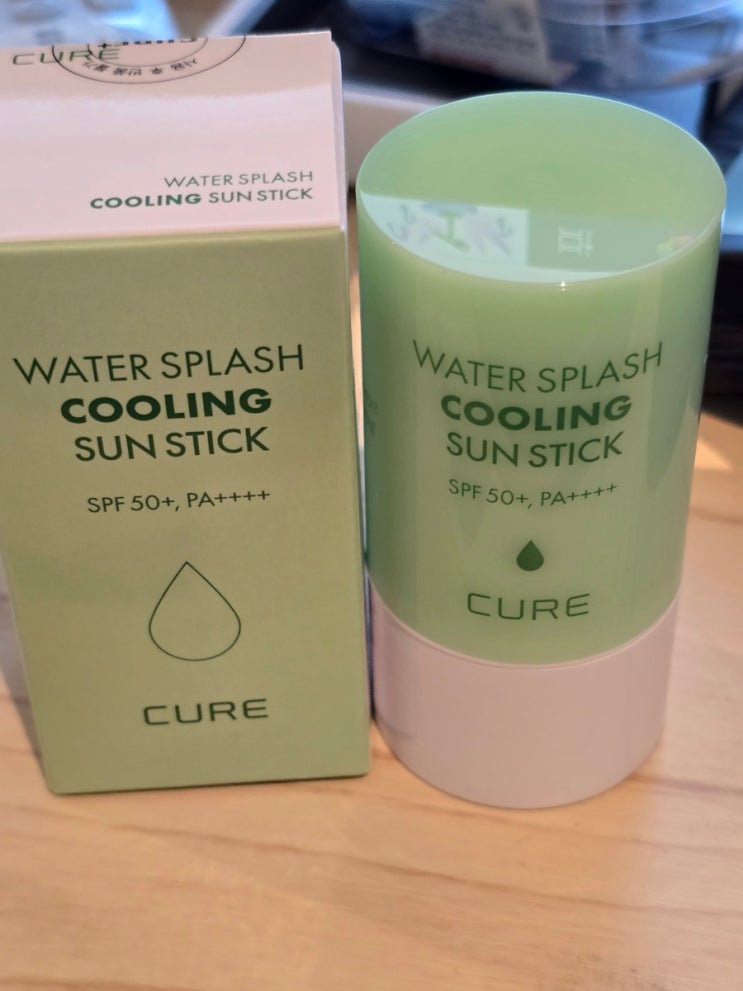 CURE
WATER SPLASH
COOLING SUN STICK
WATER SPLASH
COOLING
SUN STICK
SPF 50+, PA++++
CURE
WATER SPLASH
COOLING
SUN STICK
SPF 50+, PA++++
CURE